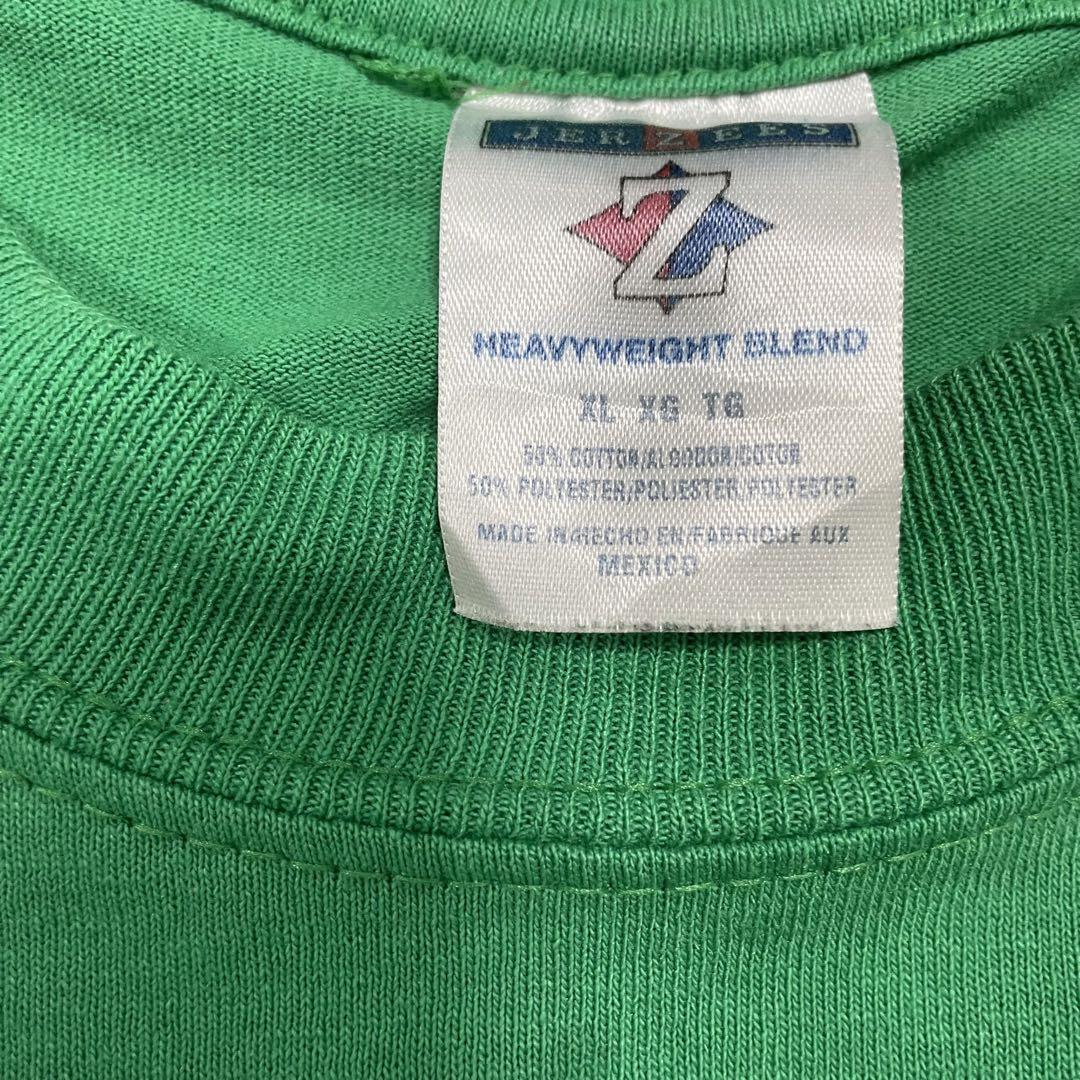 JERZEES
Z
HEAVYWEIGHT BLEND
XL XG TG
50% COTTON/ALGODON/COTON
50% POLYESTER/POLIESTER/POLYESTER
MADE IN/HECHO EN/FABRIQUE AUX
MEXICO